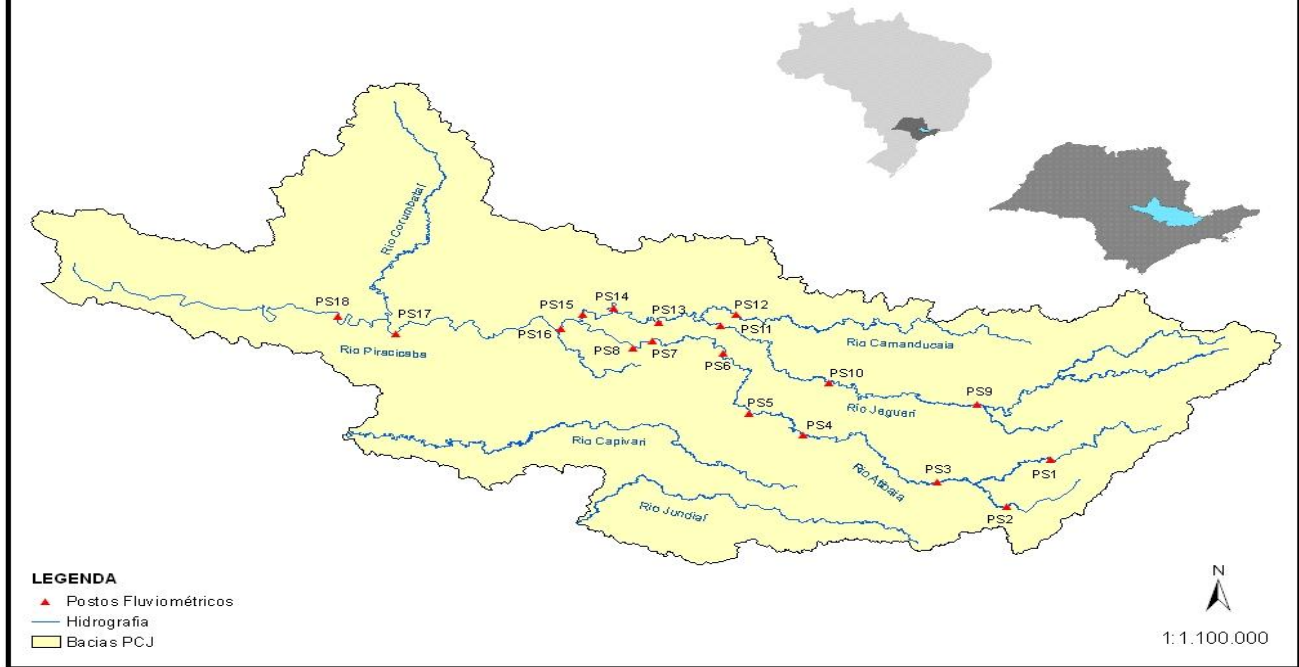 Rio Corumbataí
PS18
PS17
Rio Piracicaba
PS16
PS15
PS14
PS13
PS12
PS11
PS8
PS7
PS6
Rio Camanducaia
PS10
PS9
Rio Jaguari
PS5
PS4
Rio Capivari
Rio Atibaia
PS3
PS1
PS2
Rio Jundiaí
LEGENDA
Postos Fluviométricos
Hidrografia
Bacias PCJ
N
1:1.100.000